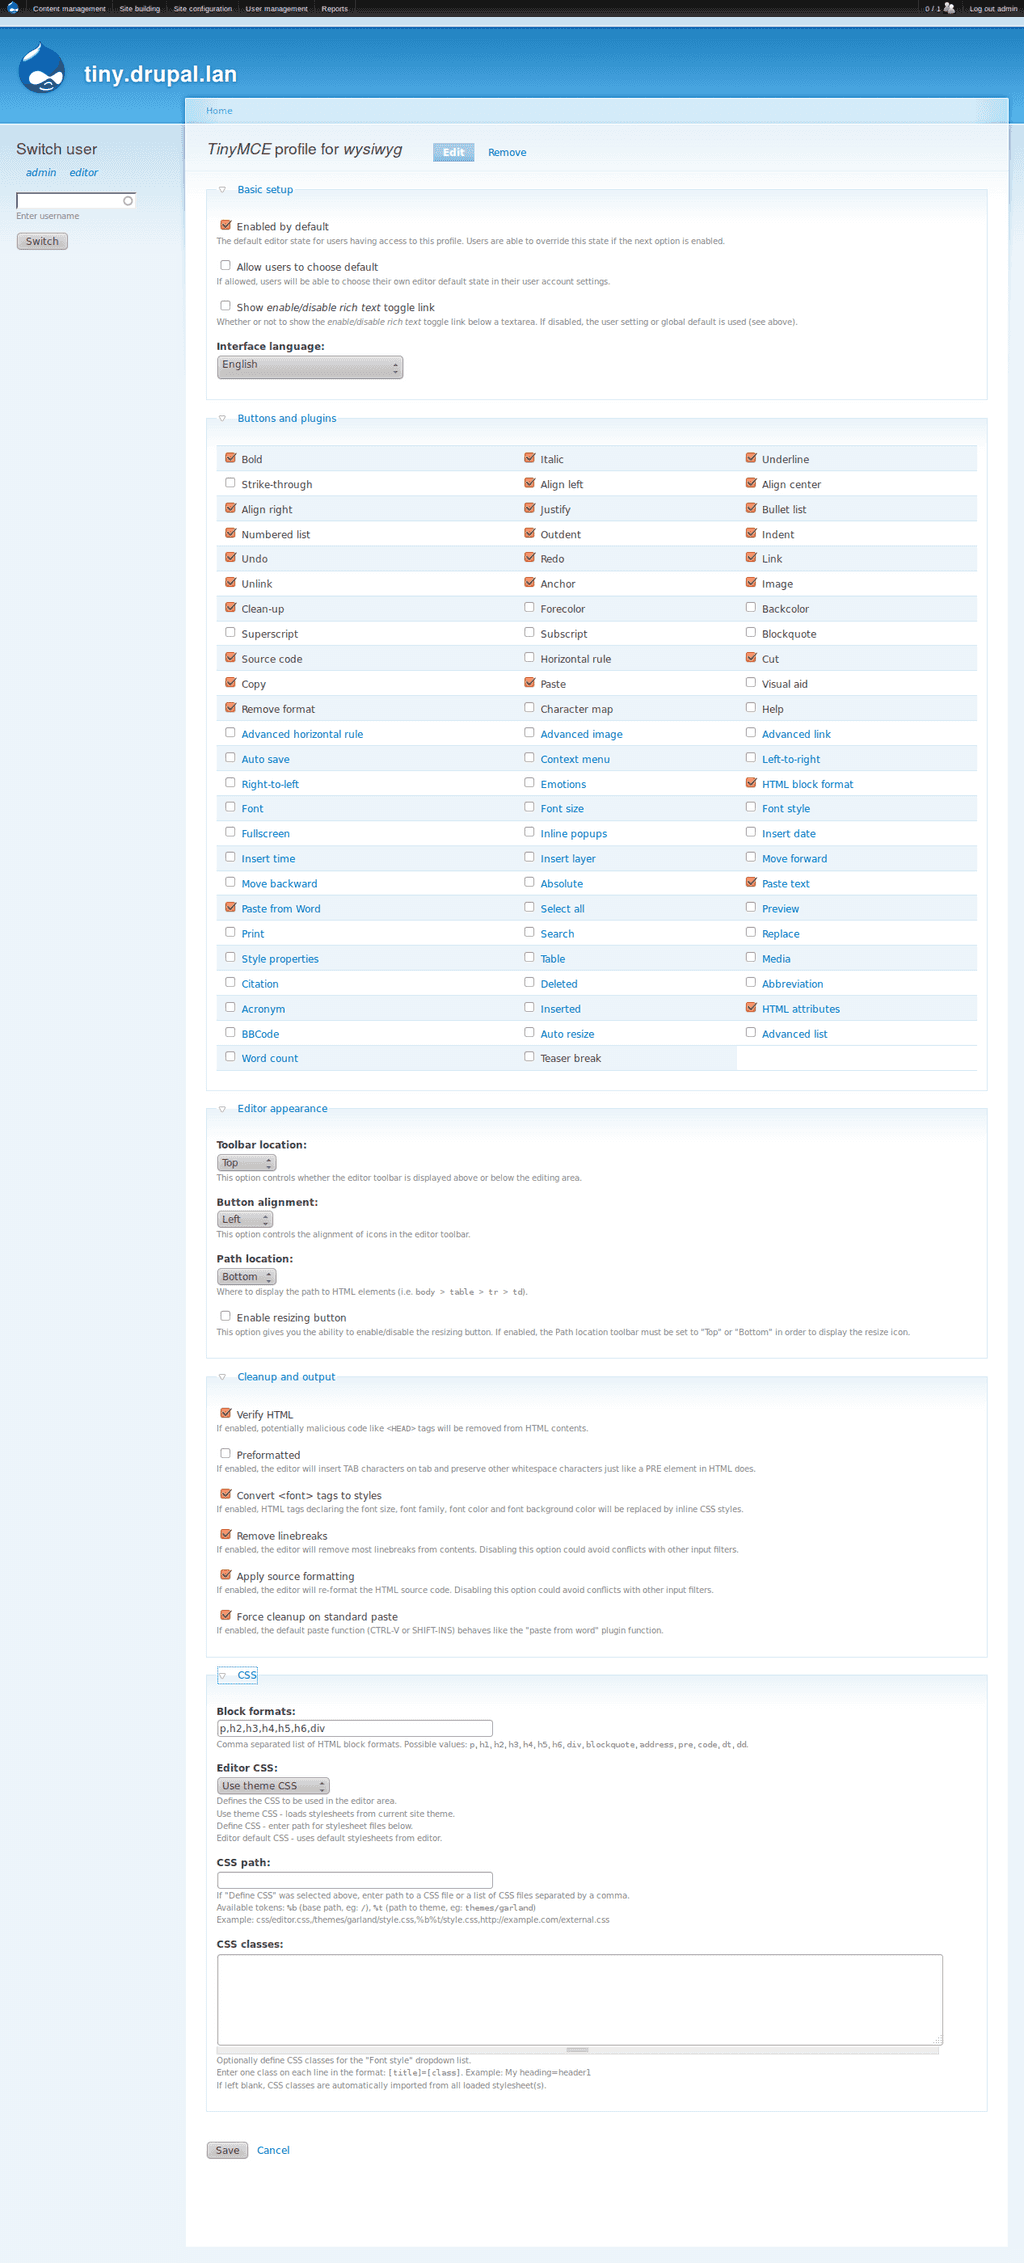 Content management Site building Site configuration User management Reports 0 / 1 Log out admin
tiny.drupal.lan
Home
Switch user
admin editor
Enter username
Switch
TinyMCE profile for wysiwyg Edit Remove
Basic setup
Enabled by default
The default editor state for users having access to this profile. Users are able to override this state if the next option is enabled.
Allow users to choose default
If allowed, users will be able to choose their own editor default state in their user account settings.
Show enable/disable rich text toggle link
Whether or not to show the enable/disable rich text toggle link below a textarea. If disabled, the user setting or global default is used (see above).
Interface language:
English
Buttons and plugins
Bold Italic Underline
Strike-through Align left Align center
Align right Justify Bullet list
Numbered list Outdent Indent
Undo Redo Link
Unlink Anchor Image
Clean-up Forecolor Backcolor
Superscript Subscript Blockquote
Source code Horizontal rule Cut
Copy Paste Visual aid
Remove format Character map Help
Advanced horizontal rule Advanced image Advanced link
Auto save Context menu Left-to-right
Right-to-left Emotions HTML block format
Font Font size Font style
Fullscreen Inline popups Insert date
Insert time Insert layer Move forward
Move backward Absolute Paste text
Paste from Word Select all Preview
Print Search Replace
Style properties Table Media
Citation Deleted Abbreviation
Acronym Inserted HTML attributes
BBCode Auto resize Advanced list
Word count Teaser break
Editor appearance
Toolbar location:
Top
This option controls whether the editor toolbar is displayed above or below the editing area.
Button alignment:
Left
This option controls the alignment of icons in the editor toolbar.
Path location:
Bottom
Where to display the path to HTML elements (i.e. body > table > tr > td).
Enable resizing button
This option gives you the ability to enable/disable the resizing button. If enabled, the Path location toolbar must be set to "Top" or "Bottom" in order to display the resize icon.
Cleanup and output
Verify HTML
If enabled, potentially malicious code like <HEAD> tags will be removed from HTML contents.
Preformatted
If enabled, the editor will insert TAB characters on tab and preserve other whitespace characters just like a PRE element in HTML does.
Convert <font> tags to styles
If enabled, HTML tags declaring the font size, font family, font color and font background color will be replaced by inline CSS styles.
Remove linebreaks
If enabled, the editor will remove most linebreaks from contents. Disabling this option could avoid conflicts with other input filters.
Apply source formatting
If enabled, the editor will re-format the HTML source code. Disabling this option could avoid conflicts with other input filters.
Force cleanup on standard paste
If enabled, the default paste function (CTRL-V or SHIFT-INS) behaves like the "paste from word" plugin function.
CSS
Block formats:
p,h2,h3,h4,h5,h6,div
Comma separated list of HTML block formats. Possible values: p,h1,h2,h3,h4,h5,h6,div,blockquote,address,pre,code,dt,dd.
Editor CSS:
Use theme CSS
Defines the CSS to be used in the editor area.
Use theme CSS - loads stylesheets from current site theme.
Define CSS - enter path for stylesheet files below.
Editor default CSS - uses default stylesheets from editor.
CSS path:
If "Define CSS" was selected above, enter path to a CSS file or a list of CSS files separated by a comma.
Available tokens: %b (base path, eg: /), %t (path to theme, eg: themes/garland)
Example: css/editor.css,/themes/garland/style.css,%b%t/style.css,http://example.com/external.css
CSS classes:
Optionally define CSS classes for the "Font style" dropdown list.
Enter one class on each line in the format: [title]=[class]. Example: My heading=header1
If left blank, CSS classes are automatically imported from all loaded stylesheet(s).
Save Cancel